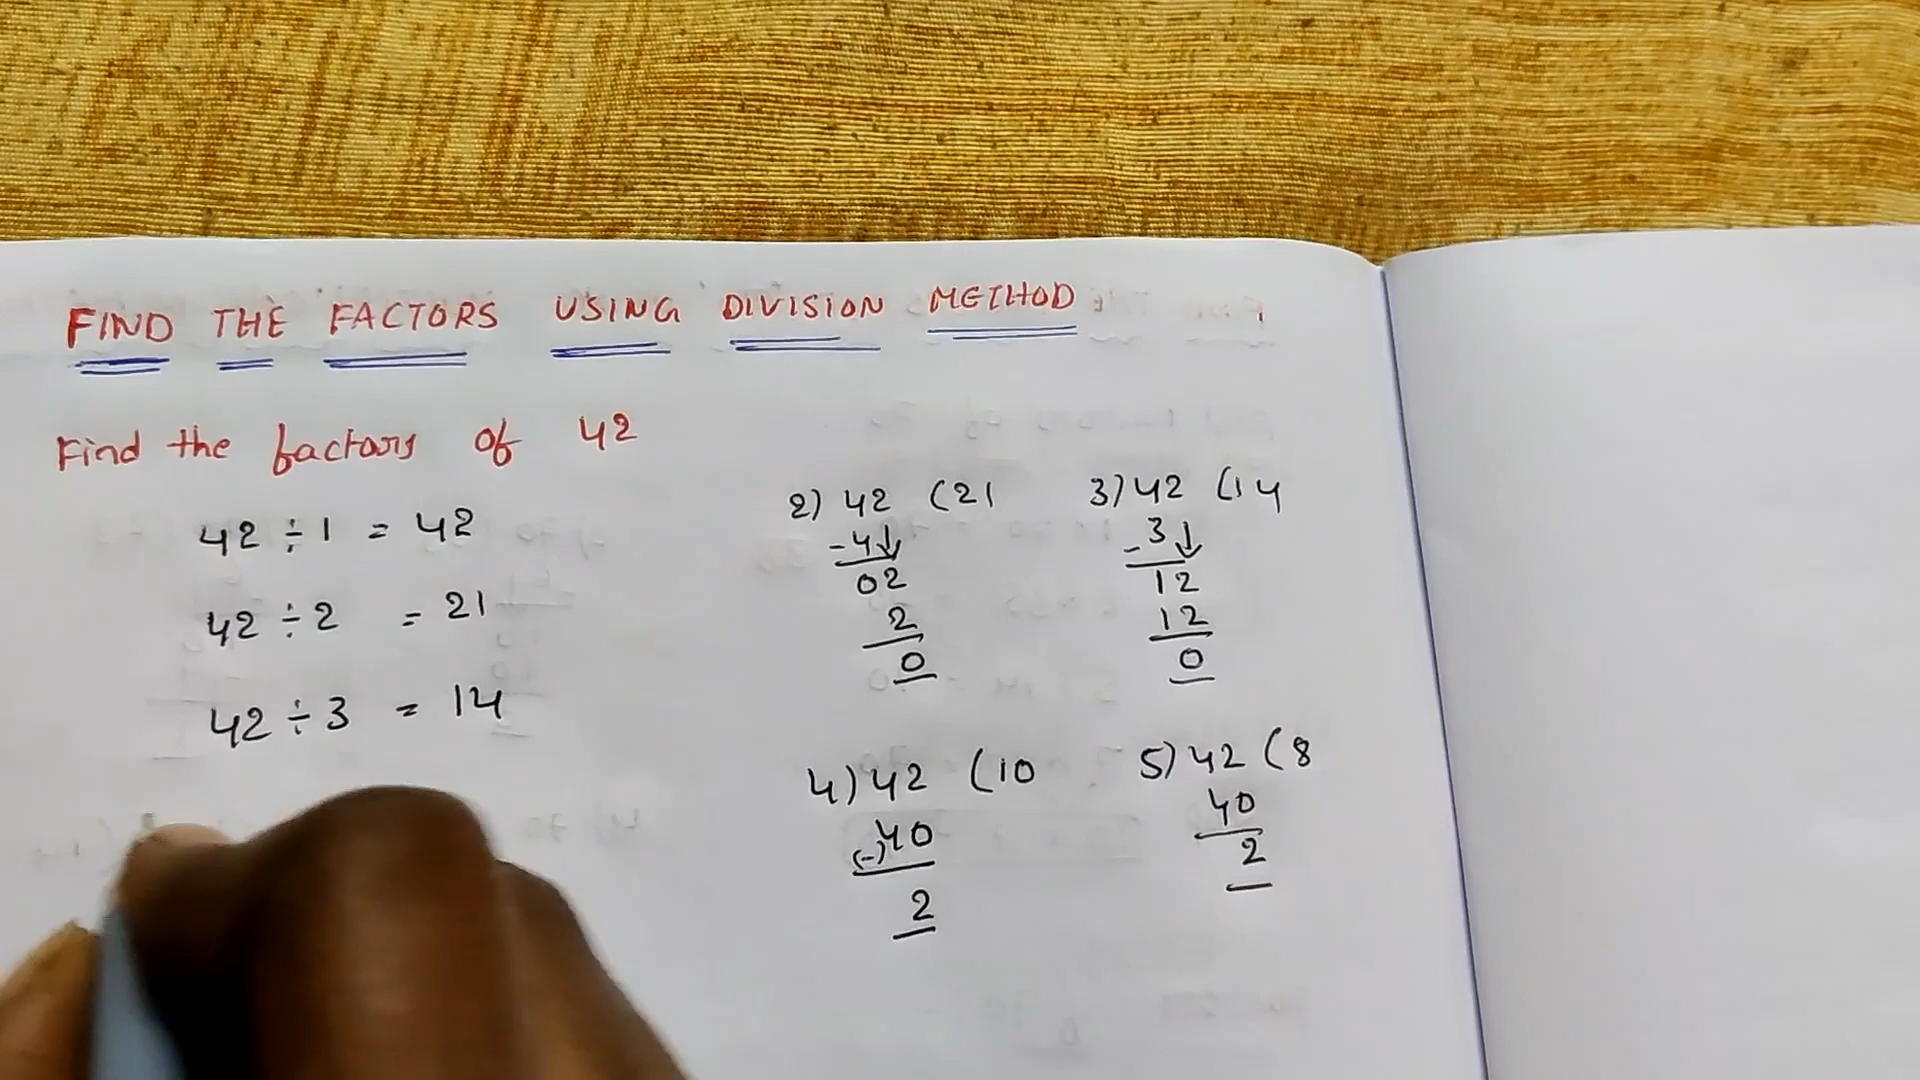 FIND THE FACTORS USING DIVISION METHOD
Find the factors of 42
42 ÷ 1 = 42
42 ÷ 2 = 21
42 ÷ 3 = 14
2) 42 (21
-4↓
02
2
0
3) 42 (14
-3↓
12
12
0
4) 42 (10
(-) 40
2
5) 42 (8
40
2